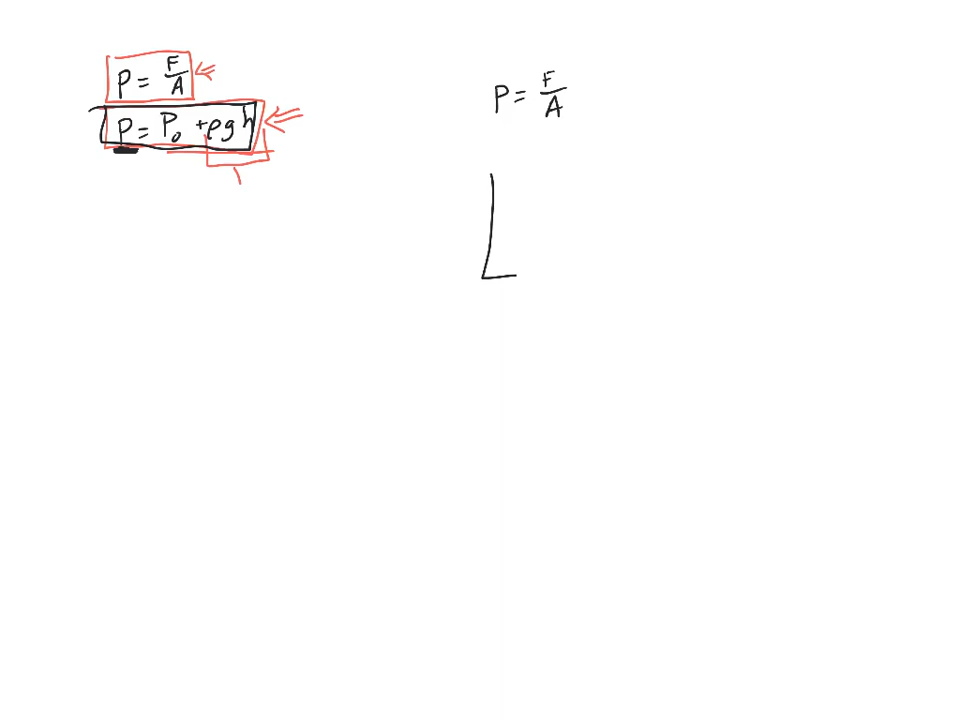 P = F/A
P = P₀ + ρgh
P = F/A